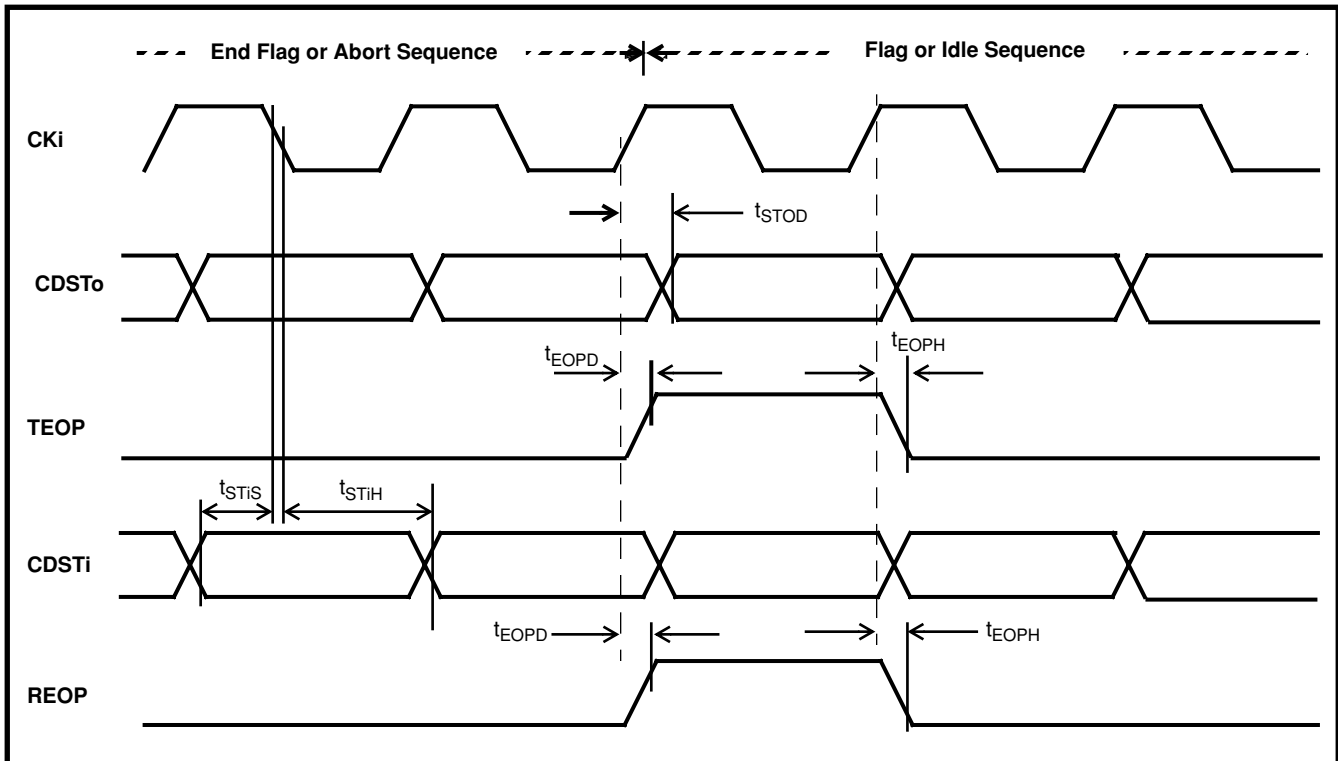 End Flag or Abort Sequence
Flag or Idle Sequence
CKi
tSTOD
CDSTo
tEOPD
tEOPH
TEOP
tSTiS
tSTiH
CDSTi
tEOPD
tEOPH
REOP